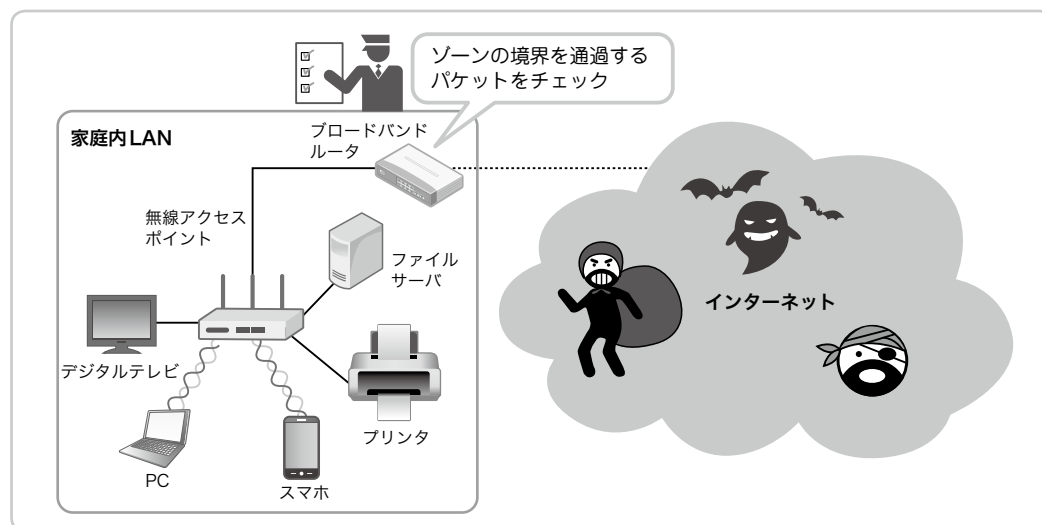 ゾーンの境界を通過する
パケットをチェック
家庭内LAN
ブロードバンド
ルータ
無線アクセス
ポイント
ファイル
サーバ
インターネット
デジタルテレビ
プリンタ
PC
スマホ